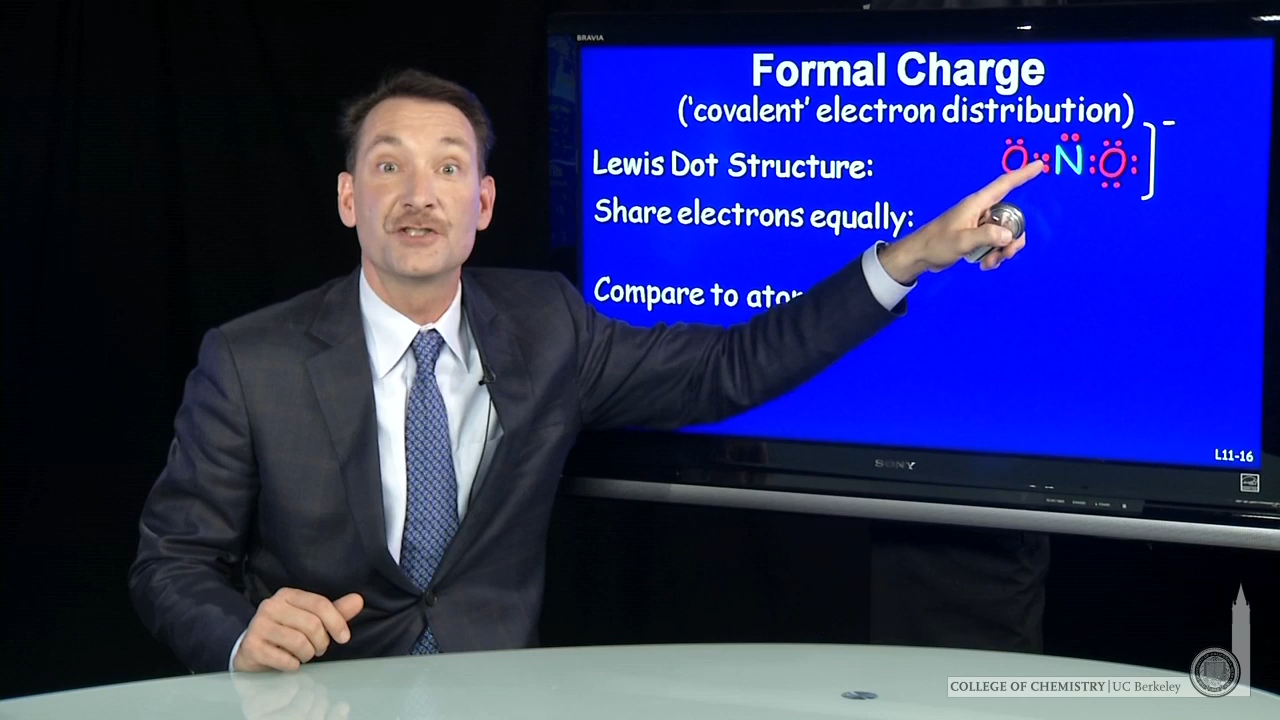 BRAVIA
Formal Charge
('covalent' electron distribution)
Lewis Dot Structure: O N O ] -
Share electrons equally:
Compare to
L11-16
SONY
COLLEGE OF CHEMISTRY | UC Berkeley